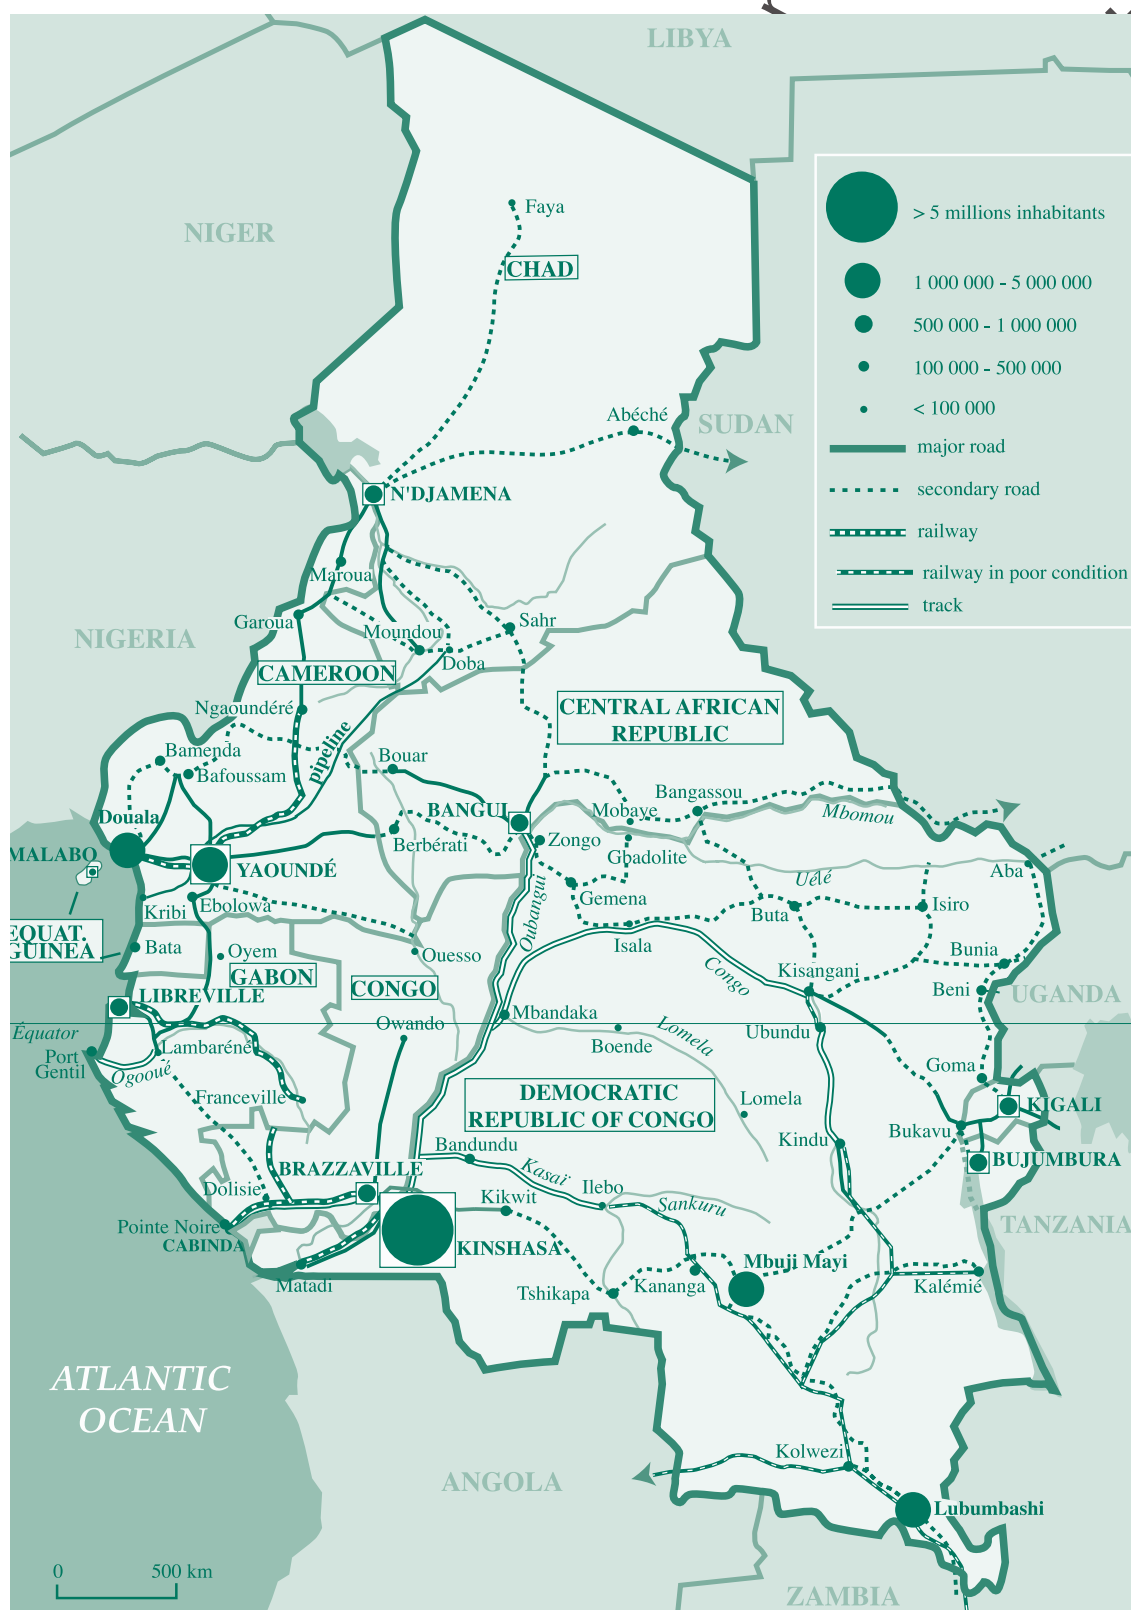 LIBYA
NIGER
Faya
CHAD
> 5 millions inhabitants
1 000 000 - 5 000 000
500 000 - 1 000 000
100 000 - 500 000
< 100 000
major road
secondary road
railway
railway in poor condition
track
Abéché
SUDAN
N'DJAMENA
Maroua
Garoua
Moundou
Sahr
Doba
NIGERIA
CAMEROON
Ngaoundéré
CENTRAL AFRICAN
REPUBLIC
pipeline
Bamenda
Bafoussam
Bouar
Bangassou
BANGUI
Mobaye
Mbomou
Douala
Berbérati
Zongo
Gbadolite
MALABO
YAOUNDÉ
Aba
Uélé
Kribi
Ebolowa
Gemena
Buta
Isiro
Oubangui
EQUAT.
GUINEA
Bata
Oyem
Ouesso
Isala
Bunia
GABON
CONGO
Congo
Kisangani
Beni
UGANDA
LIBREVILLE
Mbandaka
Équator
Owando
Lomela
Ubundu
Boende
Port
Gentil
Lambaréné
Ogooué
Goma
Franceville
DEMOCRATIC
REPUBLIC OF CONGO
Lomela
KIGALI
Bukavu
Kindu
Bandundu
BRAZZAVILLE
Kasaï
BUJUMBURA
Dolisie
Kikwit
Ilebo
Sankuru
Pointe Noire
CABINDA
TANZANIA
KINSHASA
Mbuji Mayi
Matadi
Tshikapa
Kananga
Kalémié
ATLANTIC
OCEAN
Kolwezi
ANGOLA
Lubumbashi
0 500 km
ZAMBIA